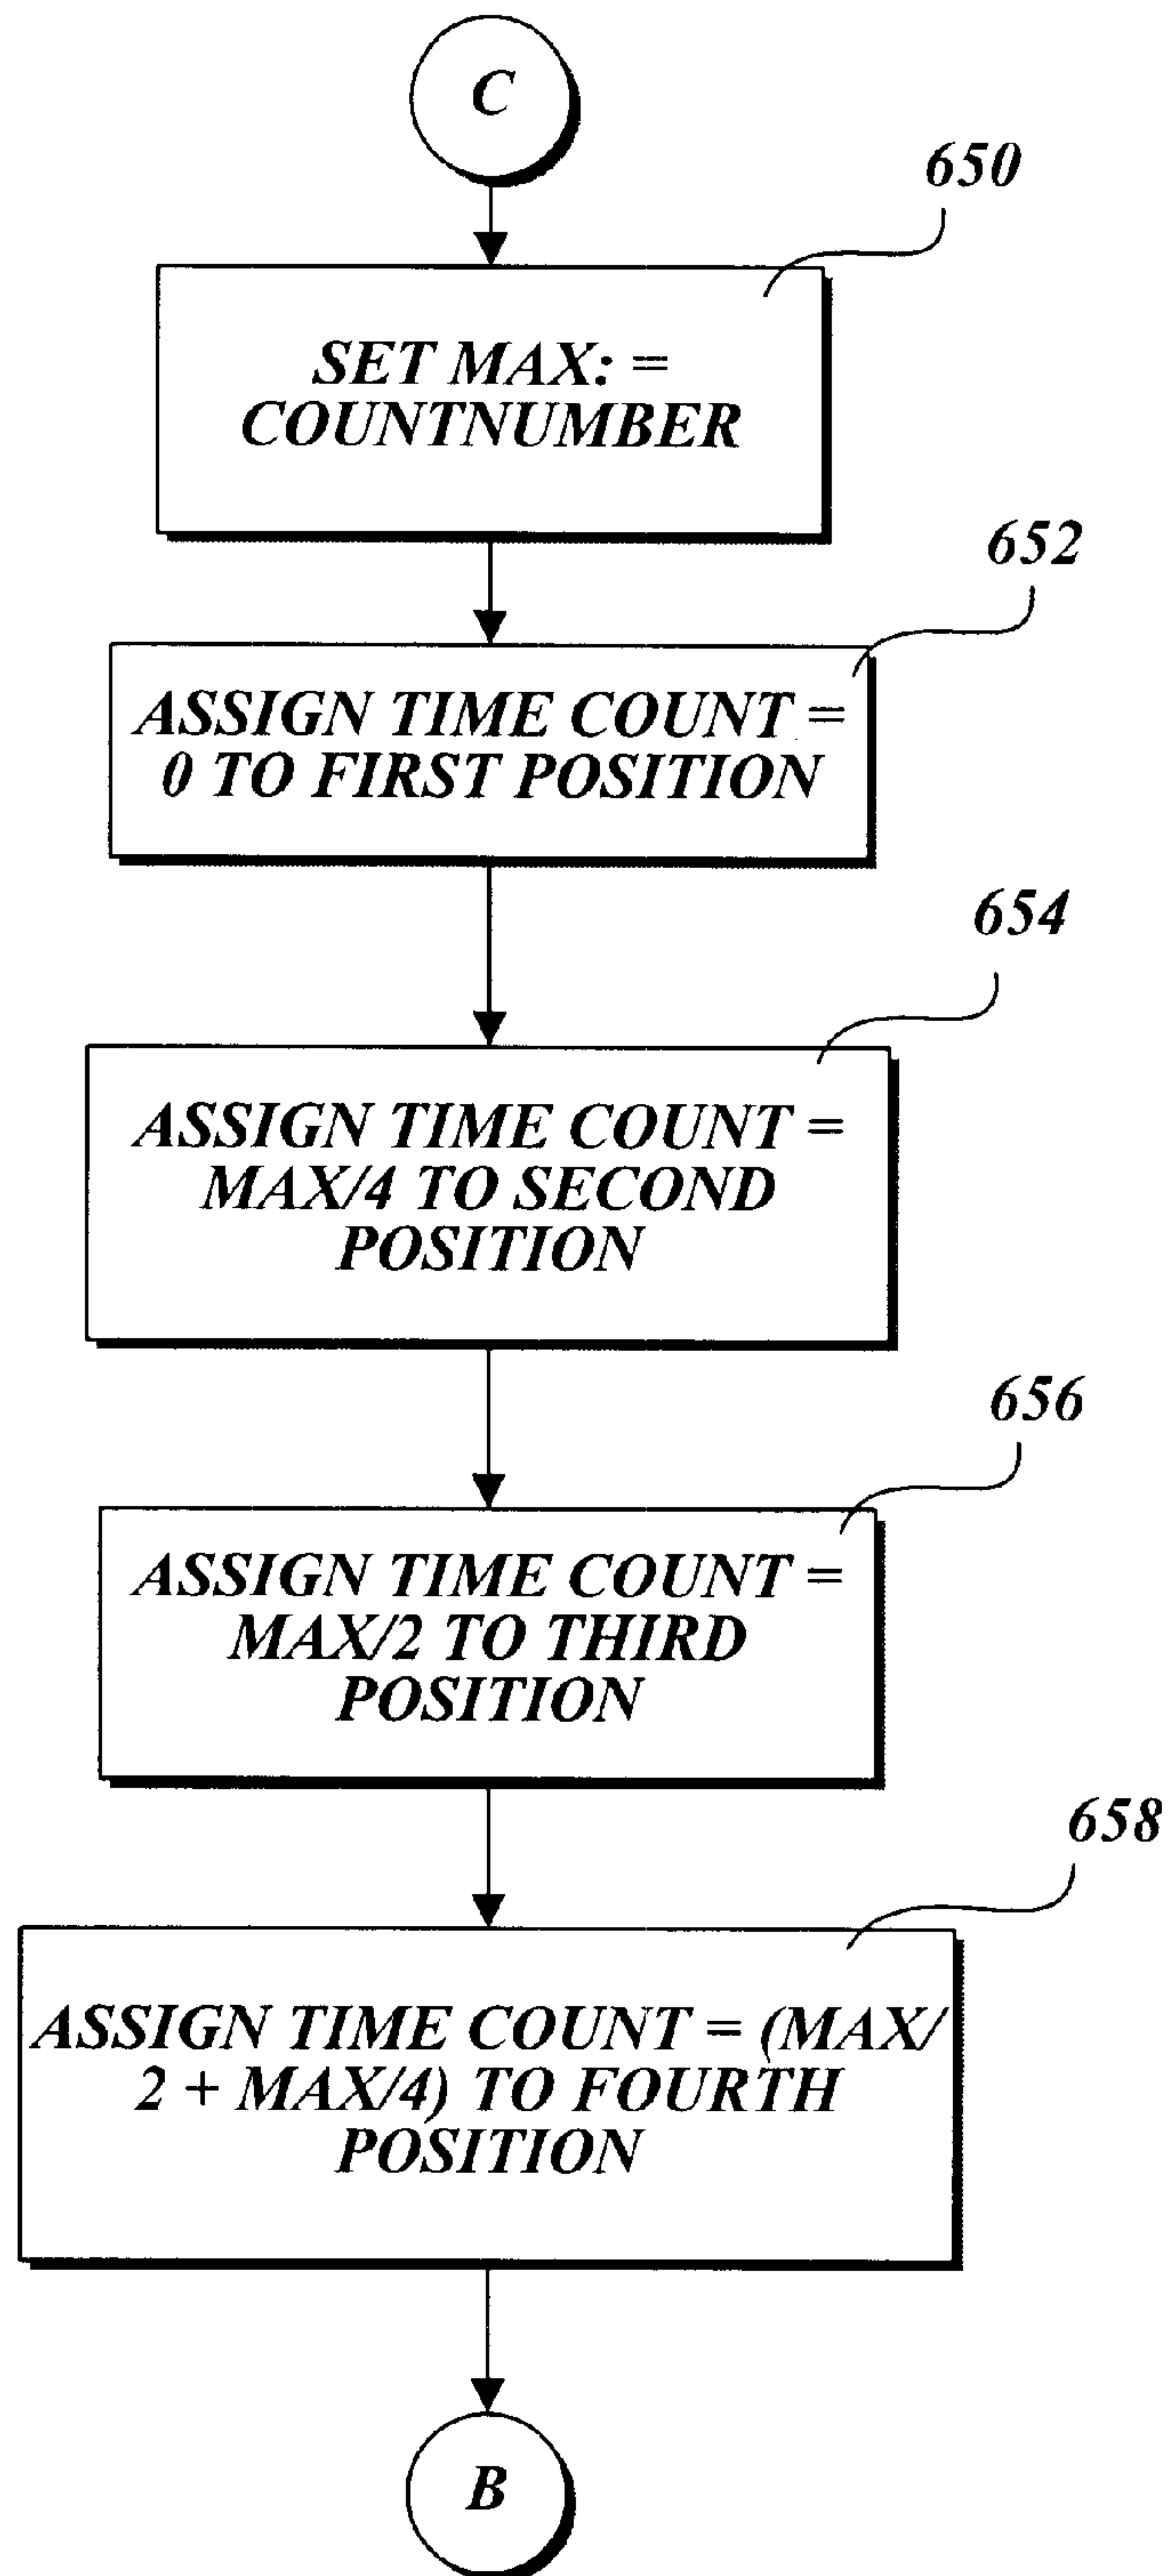 C
650
SET MAX: =
COUNTNUMBER
652
ASSIGN TIME COUNT =
0 TO FIRST POSITION
654
ASSIGN TIME COUNT =
MAX/4 TO SECOND
POSITION
656
ASSIGN TIME COUNT =
MAX/2 TO THIRD
POSITION
658
ASSIGN TIME COUNT = (MAX/
2 + MAX/4) TO FOURTH
POSITION
B